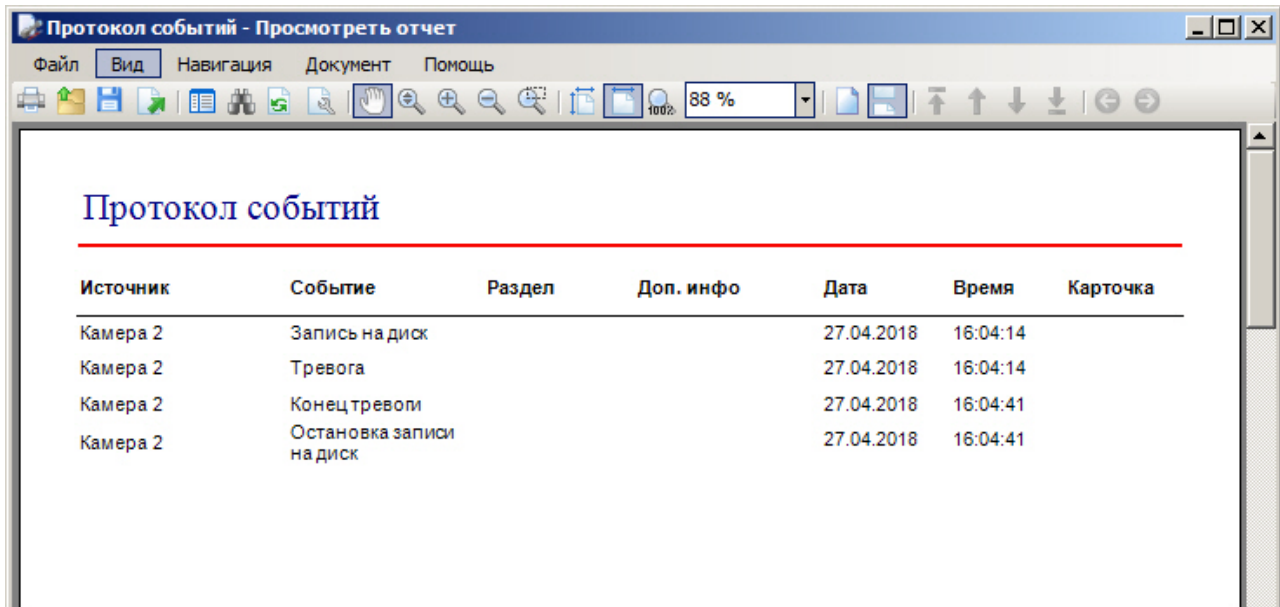 Протокол событий - Просмотреть отчет
Файл Вид Навигация Документ Помощь
100% 88 %
Протокол событий
Источник Событие Раздел Доп. инфо Дата Время Карточка
Камера 2 Запись на диск 27.04.2018 16:04:14
Камера 2 Тревога 27.04.2018 16:04:14
Камера 2 Конец тревоги 27.04.2018 16:04:41
Камера 2 Остановка записи 27.04.2018 16:04:41
на диск